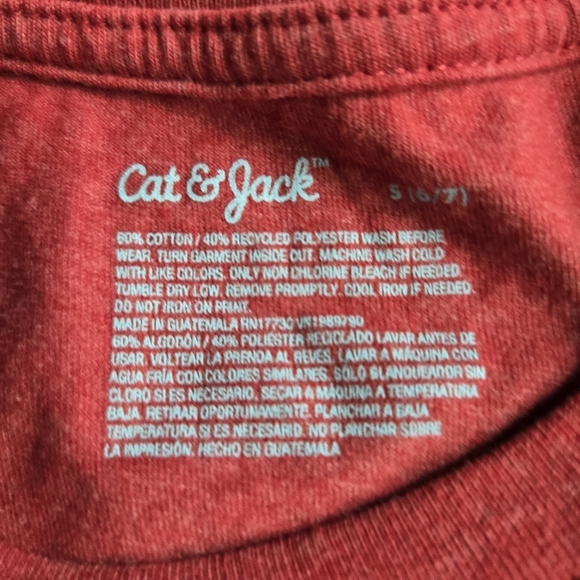 Cat & Jack™
S (6/7)
60% COTTON / 40% RECYCLED POLYESTER WASH BEFORE
WEAR. TURN GARMENT INSIDE OUT. MACHINE WASH COLD
WITH LIKE COLORS. ONLY NON CHLORINE BLEACH IF NEEDED.
TUMBLE DRY LOW. REMOVE PROMPTLY. COOL IRON IF NEEDED.
DO NOT IRON ON PRINT.
MADE IN GUATEMALA RN17730
60% ALGODÓN / 40% POLIÉSTER RECICLADO LAVAR ANTES DE
USAR. VOLTEAR LA PRENDA AL REVÉS. LAVAR A MÁQUINA CON
AGUA FRÍA CON COLORES SIMILARES. SOLO BLANQUEADOR SIN
CLORO SI ES NECESARIO. SECAR A MÁQUINA A TEMPERATURA
BAJA. RETIRAR OPORTUNAMENTE. PLANCHAR A BAJA
TEMPERATURA SI ES NECESARIO. NO PLANCHAR SOBRE
LA IMPRESIÓN. HECHO EN GUATEMALA